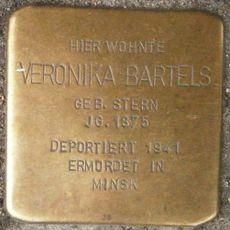 HIER WOHNTE
VERONIKA BARTELS
GEB. STERN
JG. 1875
DEPORTIERT 1941
ERMORDET IN
MINSK